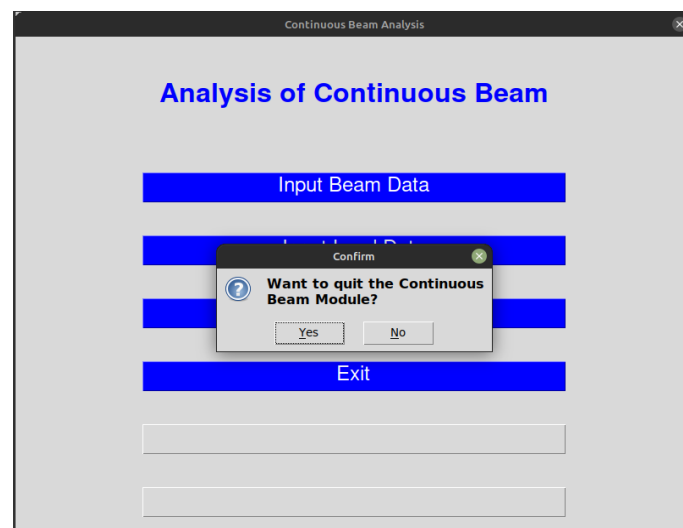 Continuous Beam Analysis
Analysis of Continuous Beam
Input Beam Data
Confirm
Want to quit the Continuous
Beam Module?
Yes
No
Exit